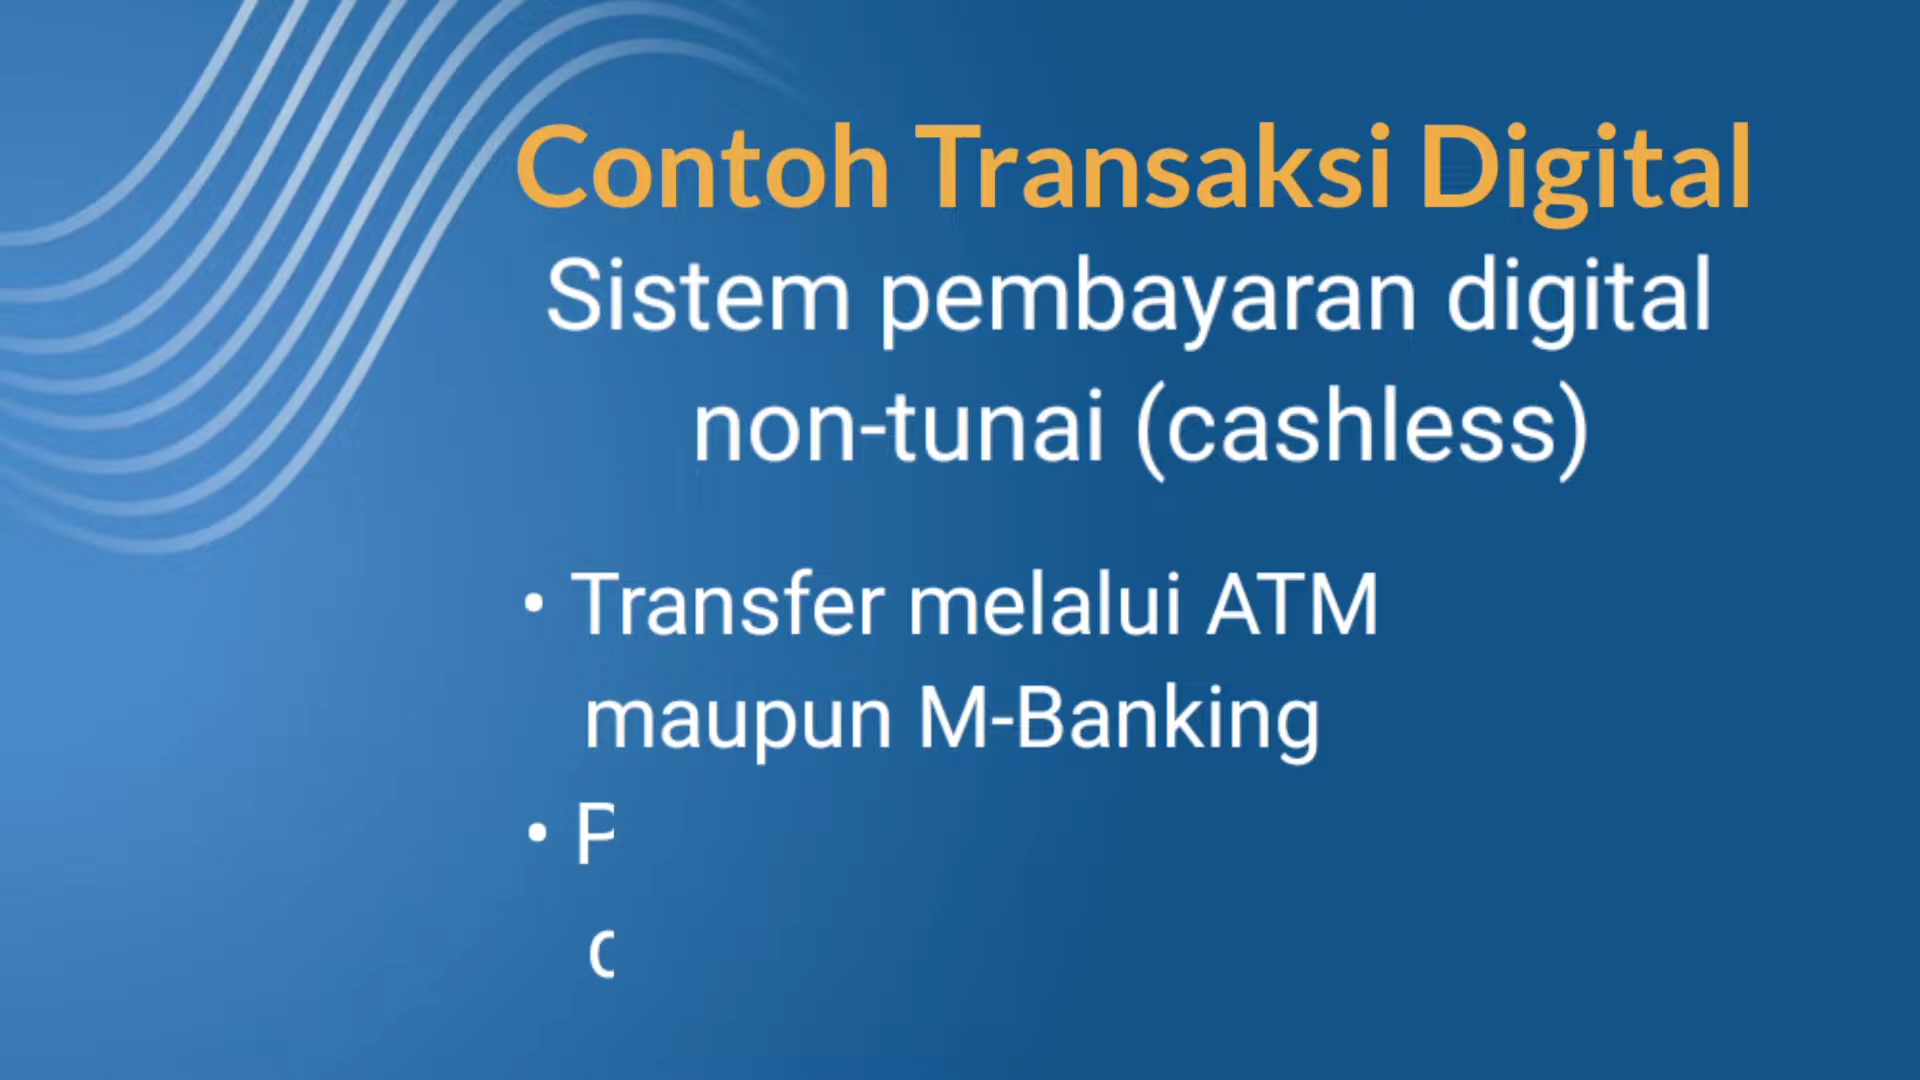 Contoh Transaksi Digital
Sistem pembayaran digital
non-tunai (cashless)
• Transfer melalui ATM
maupun M-Banking
• P